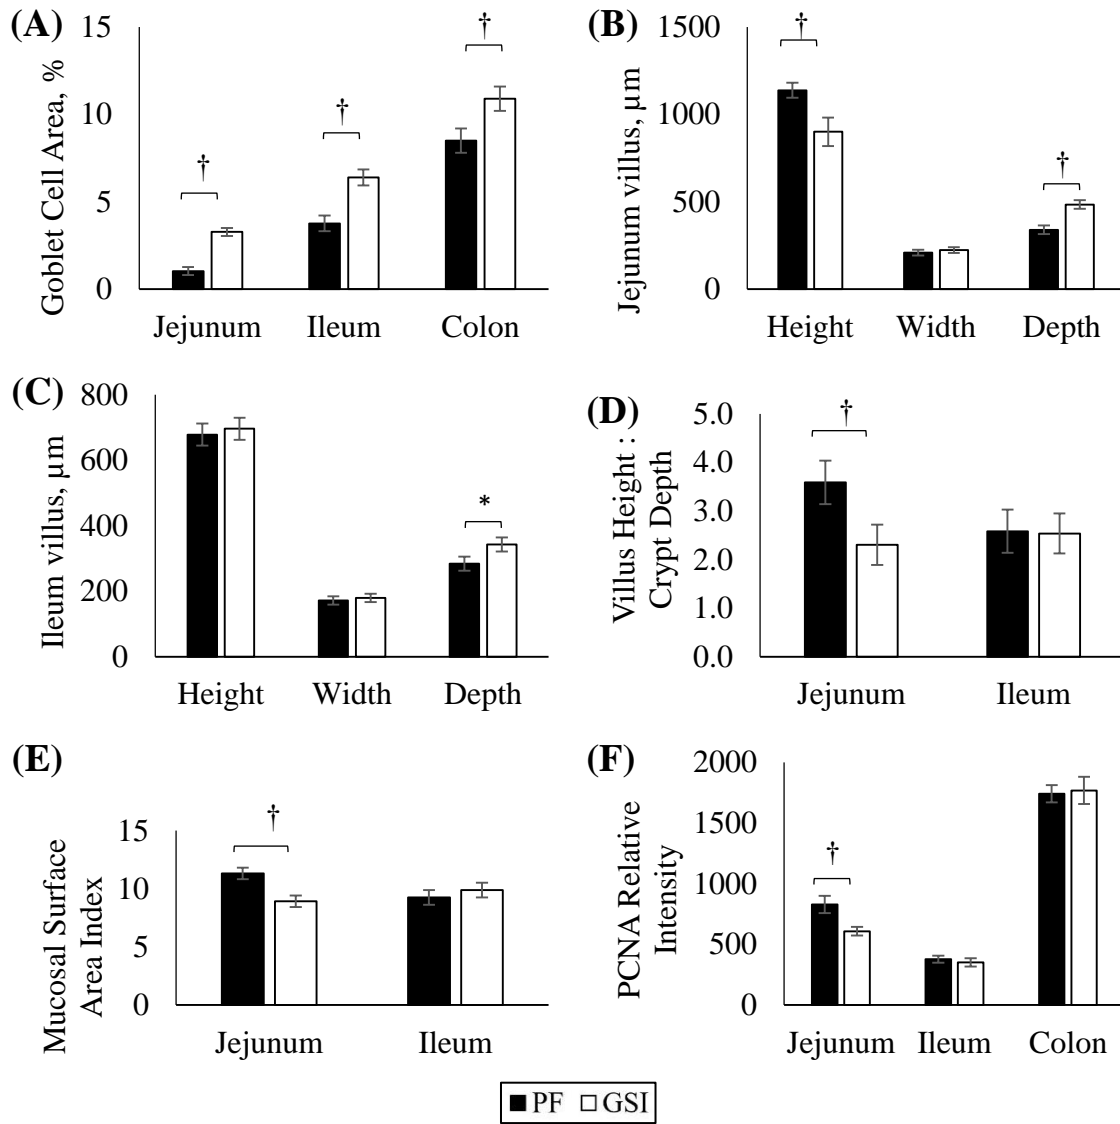 (A)
Goblet Cell Area, %
15
10
5
0
†
†
†
Jejunum Ileum Colon
(B)
Jejunum villus, µm
1500
1000
500
0
†
†
Height Width Depth
(C)
Ileum villus, µm
800
600
400
200
0
*
Height Width Depth
(D)
Villus Height :
Crypt Depth
5.0
4.0
3.0
2.0
1.0
0.0
†
Jejunum Ileum
(E)
Mucosal Surface
Area Index
15
10
5
0
†
Jejunum Ileum
(F)
PCNA Relative
Intensity
2000
1500
1000
500
0
†
Jejunum Ileum Colon
PF GSI